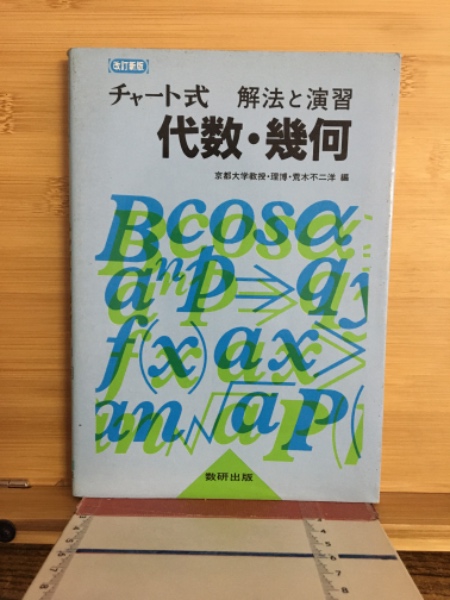 改訂新版
チャート式 解法と演習
代数・幾何
京都大学教授・理博・荒木不二洋 編
Bcosα
aⁿp⇒q
f(x) ax>
an √aP(
数研出版